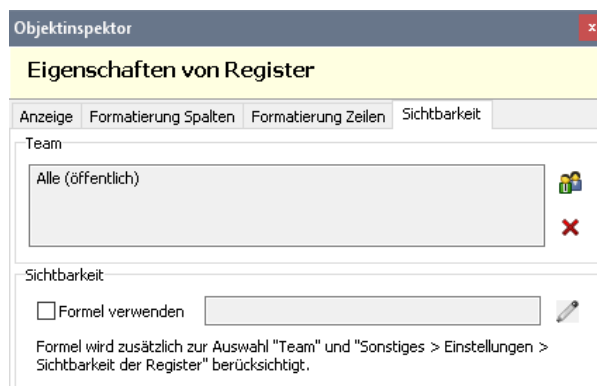 Objektinspektor x
Eigenschaften von Register
Anzeige Formatierung Spalten Formatierung Zeilen Sichtbarkeit
Team
Alle (öffentlich)
Sichtbarkeit
Formel verwenden
Formel wird zusätzlich zur Auswahl "Team" und "Sonstiges > Einstellungen >
Sichtbarkeit der Register" berücksichtigt.